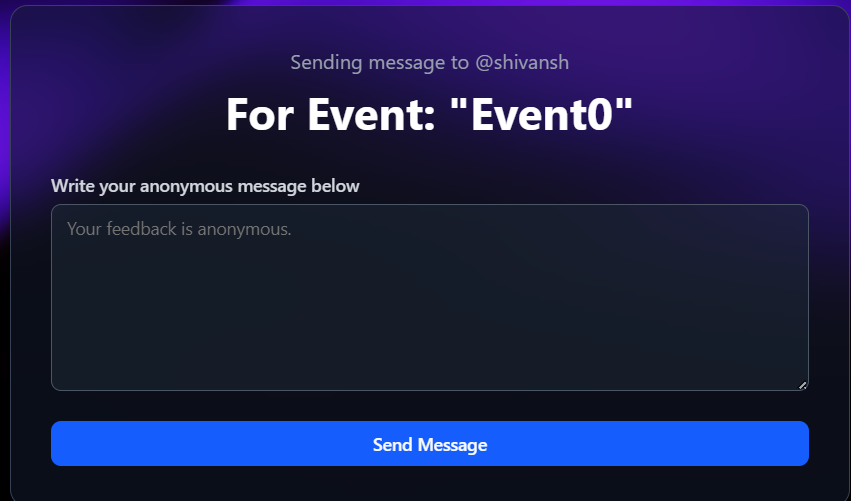 Sending message to @shivansh
For Event: "Event0"
Write your anonymous message below
Your feedback is anonymous.
Send Message